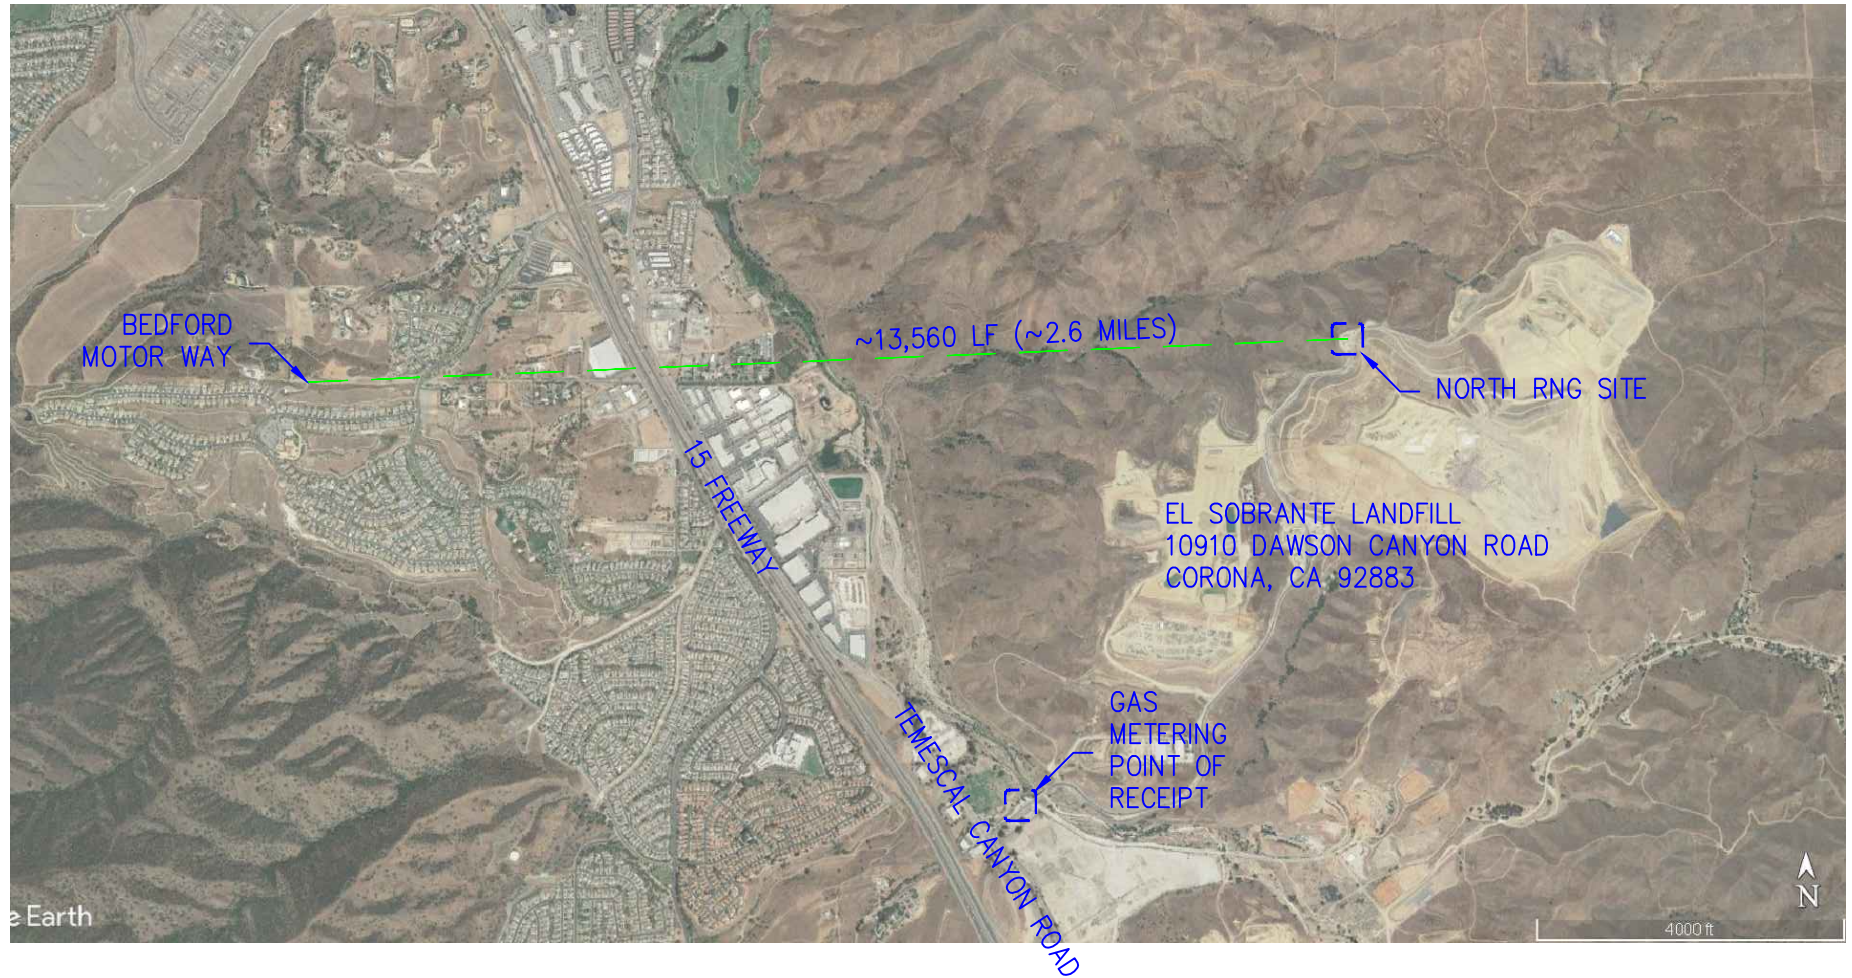 BEDFORD
MOTOR WAY
~13,560 LF (~2.6 MILES)
NORTH RNG SITE
15 FREEWAY
EL SOBRANTE LANDFILL
10910 DAWSON CANYON ROAD
CORONA, CA 92883
GAS
METERING
POINT OF
RECEIPT
TEMESCAL CANYON ROAD
N
e Earth
4000 ft